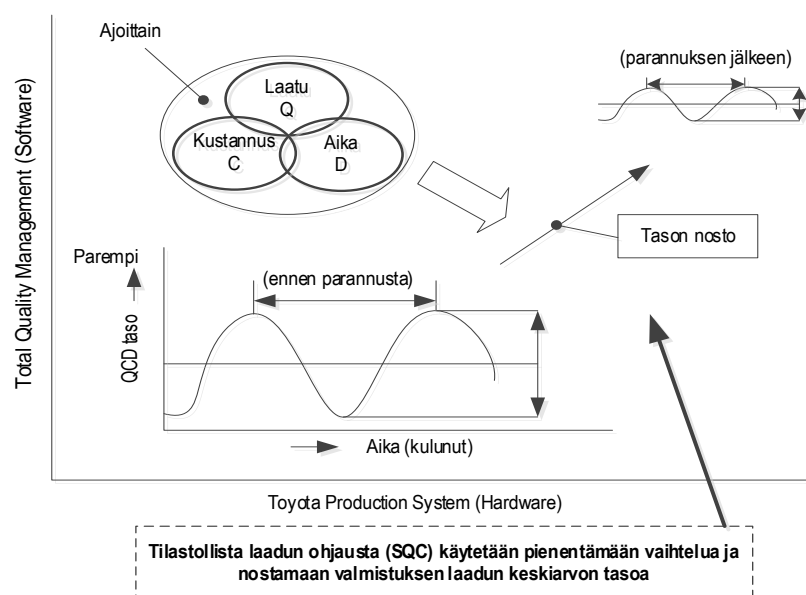 Ajoittain
Laatu
Q
Kustannus
C
Aika
D
(parannuksen jälkeen)
Tason nosto
Total Quality Management (Software)
Parempi
QCD taso
(ennen parannusta)
Aika (kulunut)
Toyota Production System (Hardware)
Tilastollista laadun ohjausta (SQC) käytetään pienentämään vaihtelua ja
nostamaan valmistuksen laadun keskiarvon tasoa